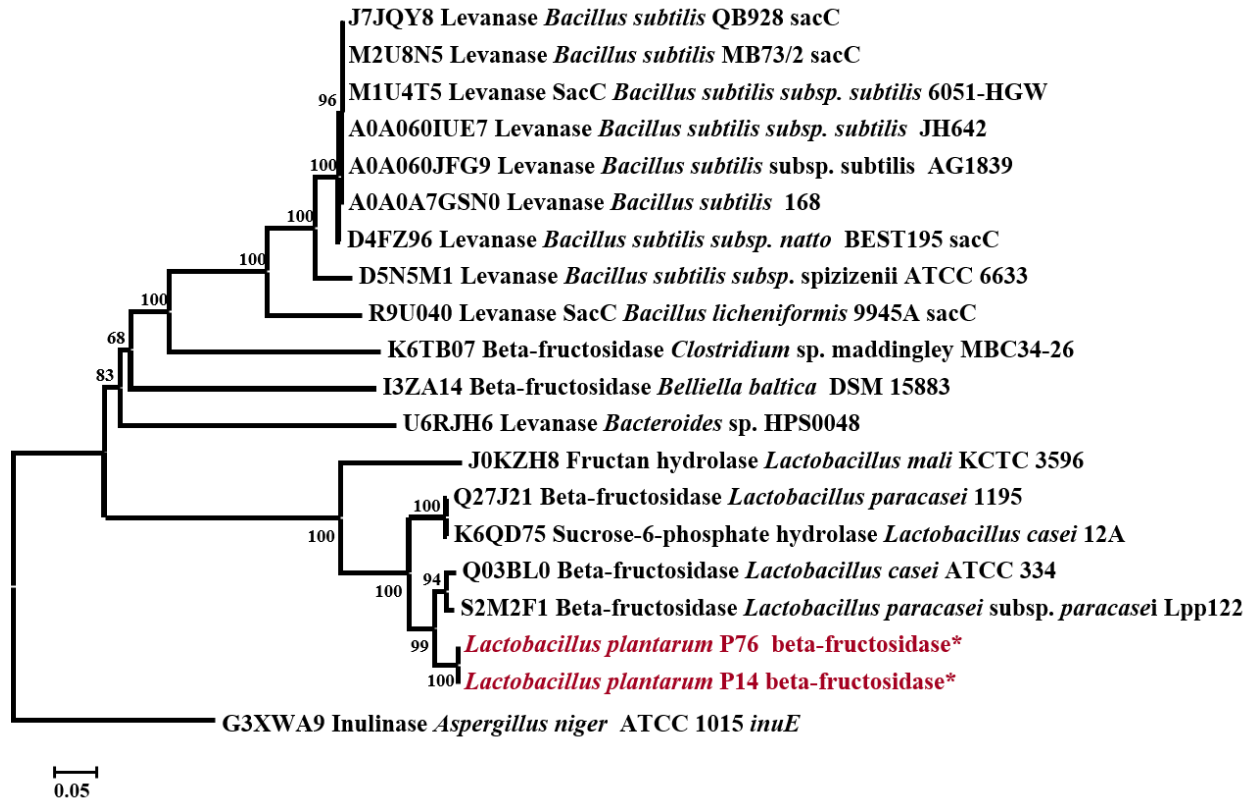 J7JQY8 Levanase Bacillus subtilis QB928 sacC
M2U8N5 Levanase Bacillus subtilis MB73/2 sacC
M1U4T5 Levanase SacC Bacillus subtilis subsp. subtilis 6051-HGW
96
A0A060IUE7 Levanase Bacillus subtilis subsp. subtilis JH642
100
A0A060JFG9 Levanase Bacillus subtilis subsp. subtilis AG1839
A0A0A7GSN0 Levanase Bacillus subtilis 168
100
D4FZ96 Levanase Bacillus subtilis subsp. natto BEST195 sacC
100
D5N5M1 Levanase Bacillus subtilis subsp. spizizenii ATCC 6633
100
R9U040 Levanase SacC Bacillus licheniformis 9945A sacC
68
K6TB07 Beta-fructosidase Clostridium sp. maddingley MBC34-26
83
I3ZA14 Beta-fructosidase Belliella baltica DSM 15883
U6RJH6 Levanase Bacteroides sp. HPS0048
J0KZH8 Fructan hydrolase Lactobacillus mali KCTC 3596
100
Q27J21 Beta-fructosidase Lactobacillus paracasei 1195
100
K6QD75 Sucrose-6-phosphate hydrolase Lactobacillus casei 12A
94
Q03BL0 Beta-fructosidase Lactobacillus casei ATCC 334
100
S2M2F1 Beta-fructosidase Lactobacillus paracasei subsp. paracasei Lpp122
99
Lactobacillus plantarum P76 beta-fructosidase*
100
Lactobacillus plantarum P14 beta-fructosidase*
G3XWA9 Inulinase Aspergillus niger ATCC 1015 inuE
0.05